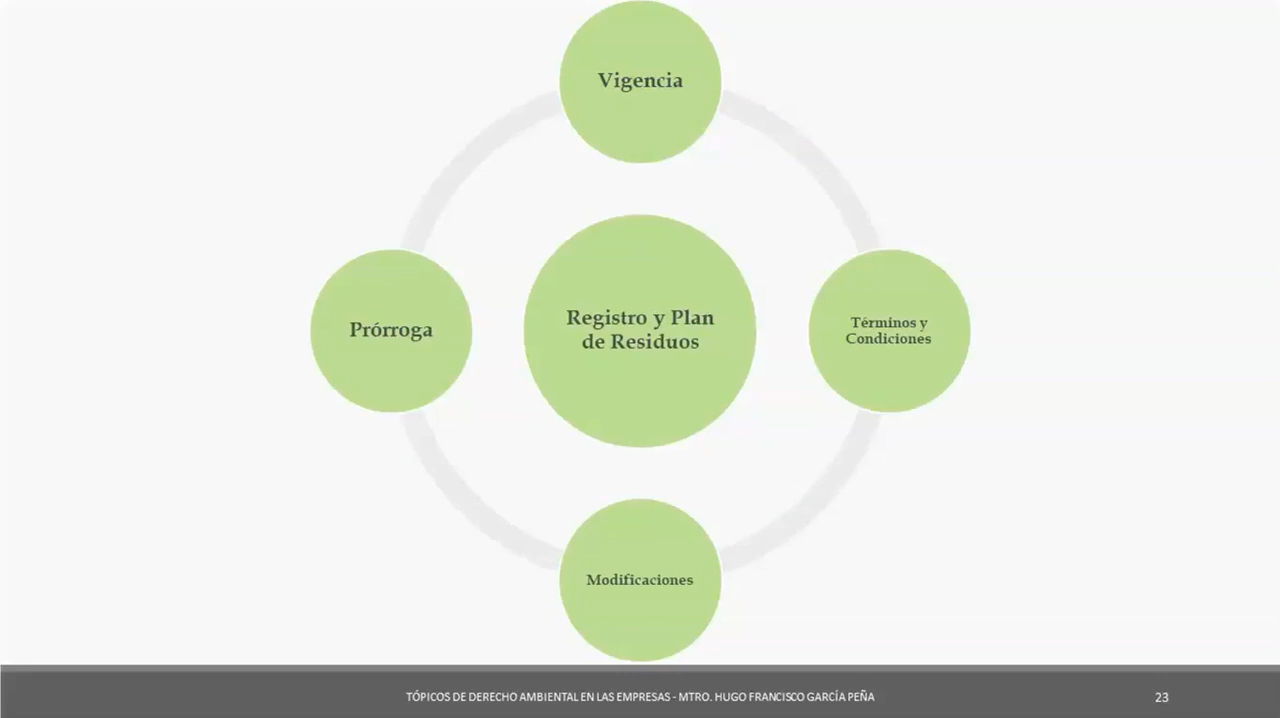 Vigencia
Prórroga
Registro y Plan
de Residuos
Términos y
Condiciones
Modificaciones
TÓPICOS DE DERECHO AMBIENTAL EN LAS EMPRESAS - MTRO. HUGO FRANCISCO GARCÍA PEÑA
23